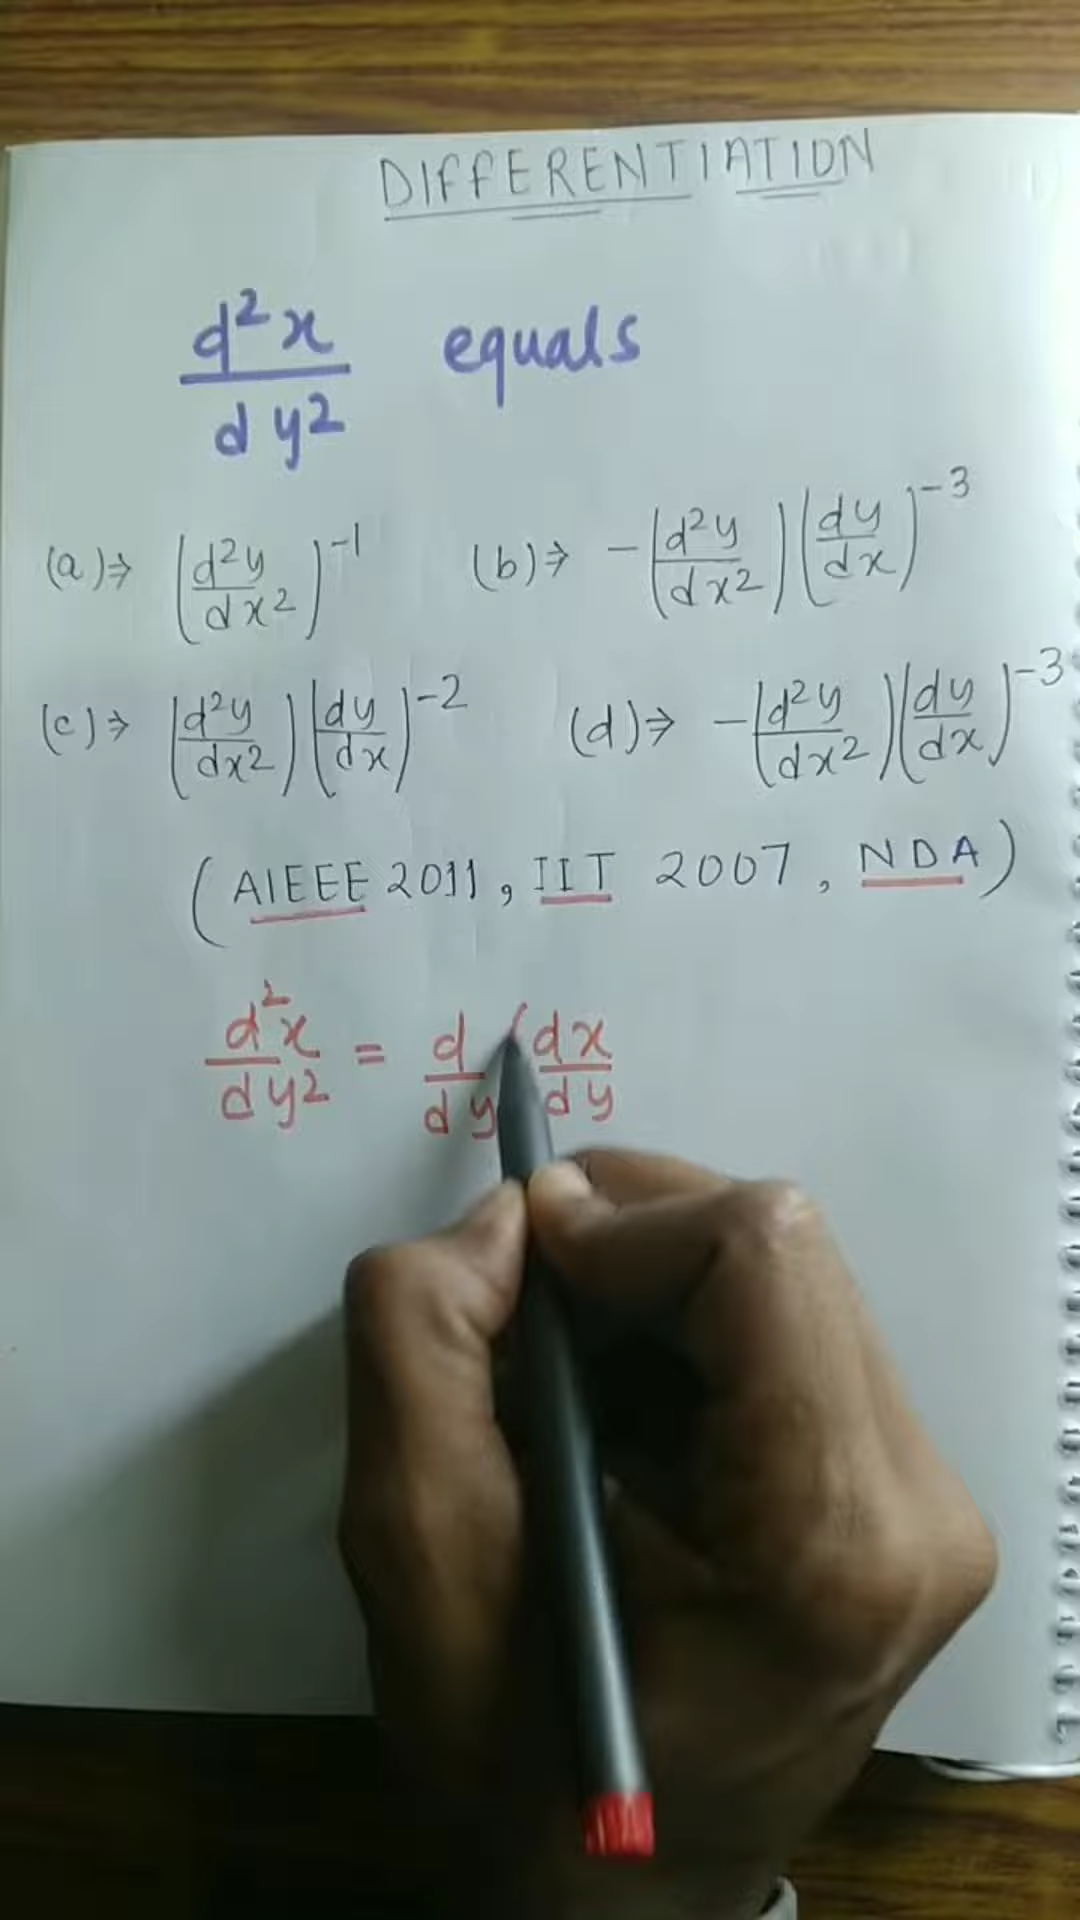 DIFFERENTIATION
d²x/dy2 equals
(a)⇒ (d²y/dx²)^-1 (b)⇒ -(d²y/dx²)(dy/dx)^-3
(c)⇒ (d²y/dx²)(dy/dx)^-2 (d)⇒ -(d²y/dx²)(dy/dx)^-3
(AIEEE 2011, IIT 2007, NDA)
d²x/dy2 = d/dy (dx/dy